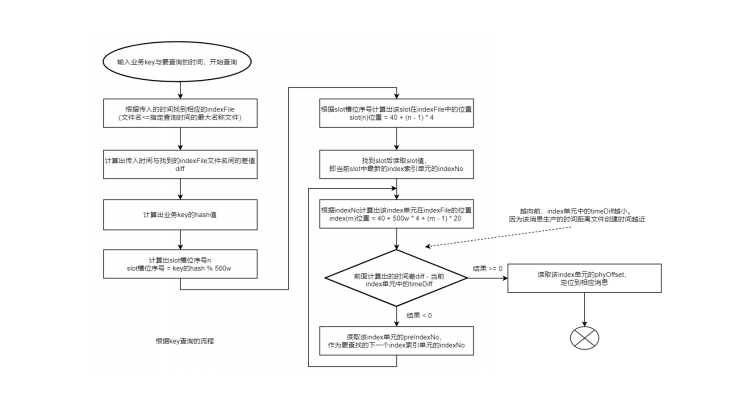 输入业务key与要查询的时间，开始查询
根据传入的时间找到相应的indexFile
(文件名<=指定查询时间的最大名称文件)
计算出传入时间与找到的indexFile文件名间的差值
diff
计算出业务key的hash值
计算出slot槽位序号n
slot槽位序号 = key的hash % 500w
根据key查询的流程
根据slot槽位序号计算出该slot在indexFile中的位置
slot(n)位置 = 40 + (n - 1) * 4
找到slot后读取slot值，
即当前slot中最新的index索引单元的indexNo
根据indexNo计算出该index单元在indexFile的位置
index(m)位置 = 40 + 500w * 4 + (m - 1) * 20
越向前，index单元中的timeDiff越小。
因为该消息生产的时间距离文件创建时间越近
前面计算出的时间差diff - 当前
index单元中的timeDiff
结果 >= 0
读取该index单元的phyOffset，
定位到相应消息
结果 < 0
读取该index单元的preIndexNo，
作为要查找的下一个index索引单元的indexNo